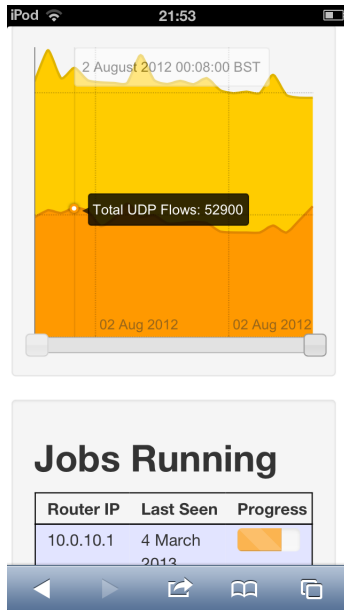 iPod 21:53
2 August 2012 00:08:00 BST
Total UDP Flows: 52900
02 Aug 2012 02 Aug 2012
Jobs Running
Router IP Last Seen Progress
10.0.10.1 4 March
2013